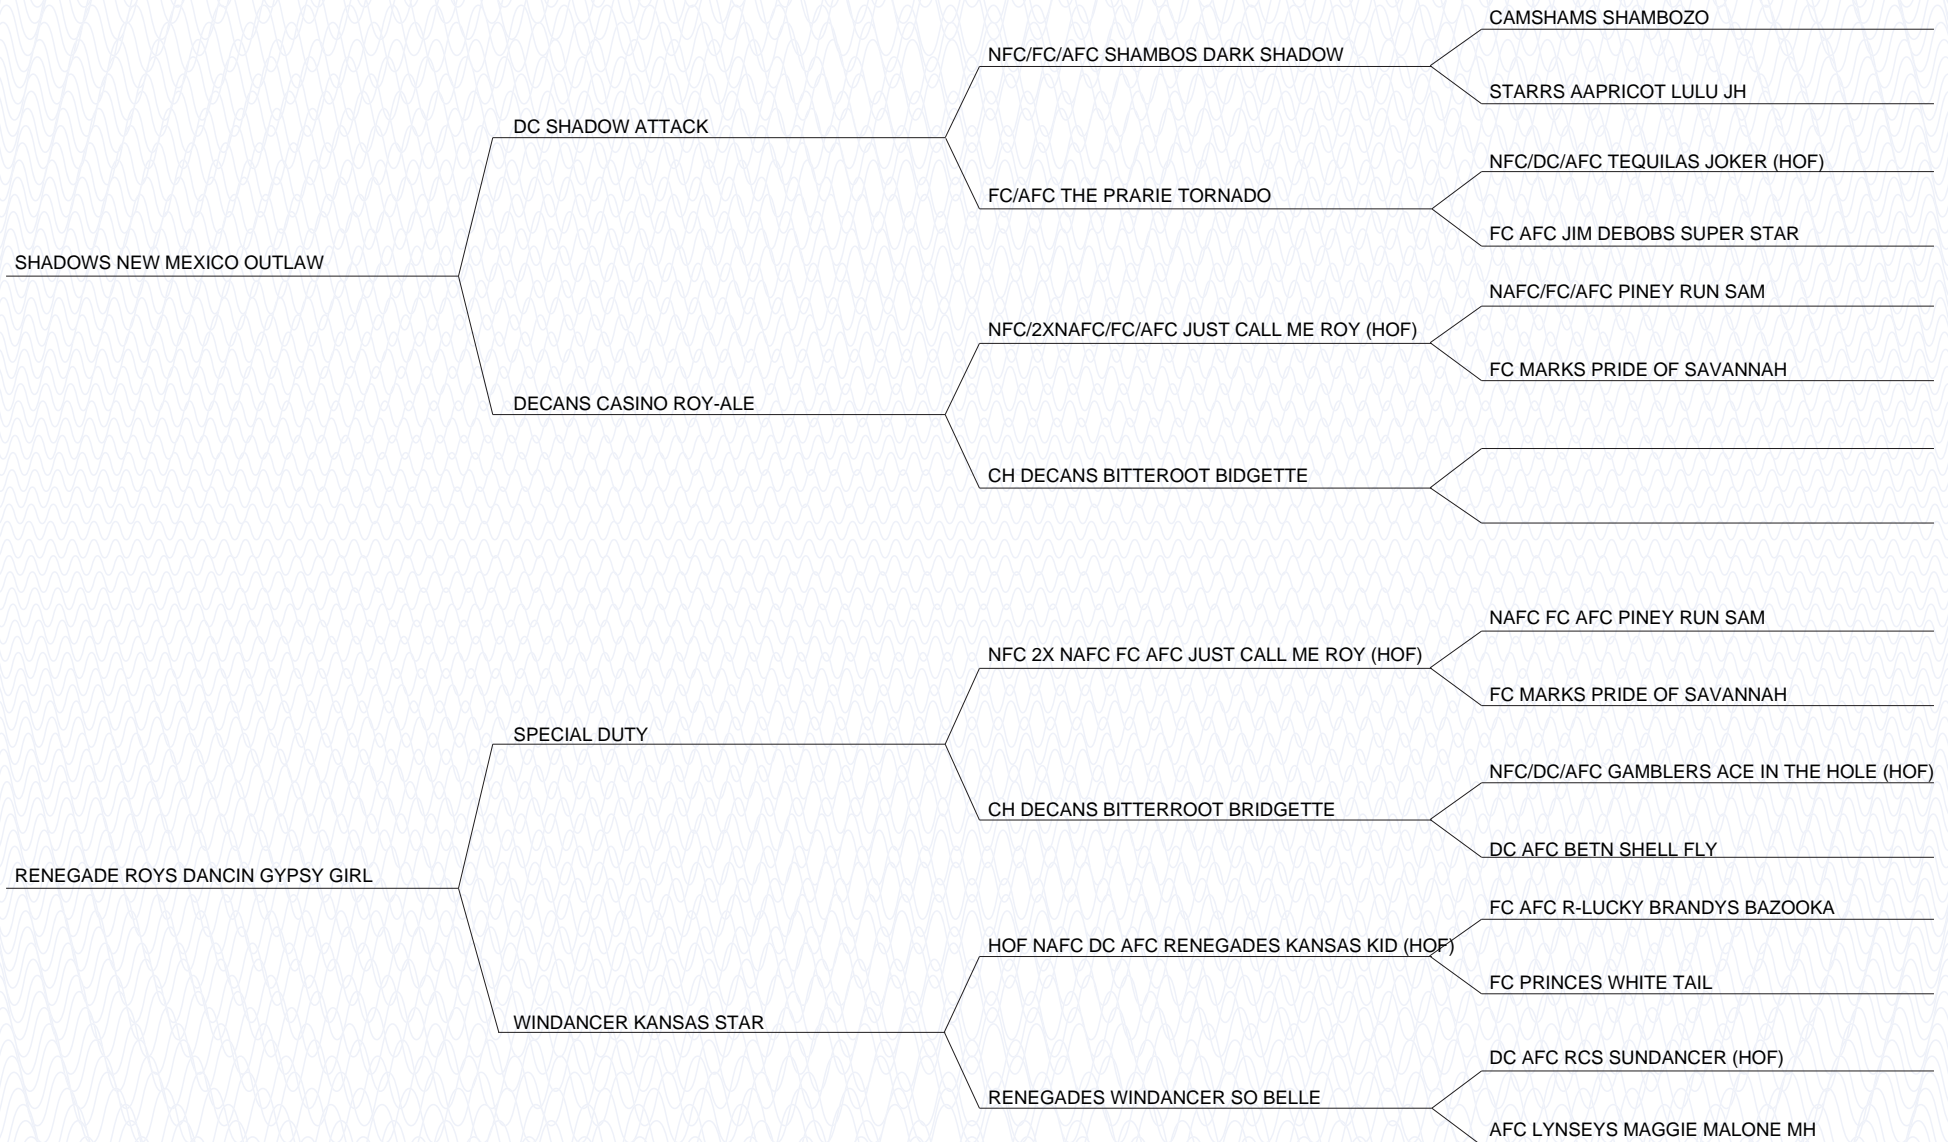 CAMSHAMS SHAMBOZO
NFC/FC/AFC SHAMBOS DARK SHADOW
STARRS AAPRICOT LULU JH
DC SHADOW ATTACK
NFC/DC/AFC TEQUILAS JOKER (HOF)
FC/AFC THE PRARIE TORNADO
FC AFC JIM DEBOBS SUPER STAR
SHADOWS NEW MEXICO OUTLAW
NAFC/FC/AFC PINEY RUN SAM
NFC/2XNAFC/FC/AFC JUST CALL ME ROY (HOF)
FC MARKS PRIDE OF SAVANNAH
DECANS CASINO ROY-ALE
CH DECANS BITTEROOT BIDGETTE
NAFC FC AFC PINEY RUN SAM
NFC 2X NAFC FC AFC JUST CALL ME ROY (HOF)
FC MARKS PRIDE OF SAVANNAH
SPECIAL DUTY
NFC/DC/AFC GAMBLERS ACE IN THE HOLE (HOF)
CH DECANS BITTERROOT BRIDGETTE
DC AFC BETN SHELL FLY
RENEGADE ROYS DANCIN GYPSY GIRL
FC AFC R-LUCKY BRANDYS BAZOOKA
HOF NAFC DC AFC RENEGADES KANSAS KID (HOF)
FC PRINCES WHITE TAIL
WINDANCER KANSAS STAR
DC AFC RCS SUNDANCER (HOF)
RENEGADES WINDANCER SO BELLE
AFC LYNSEYS MAGGIE MALONE MH